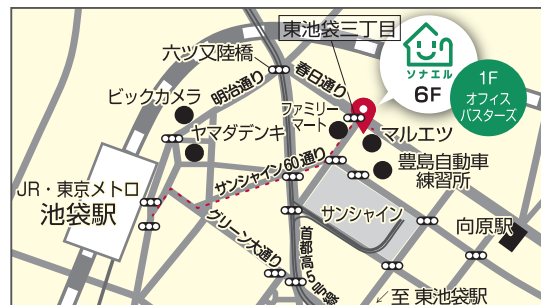 東池袋三丁目
六ツ又陸橋
春日通り
ソナエル
6F
1F
オフィス
バスターズ
明治通り
ビックカメラ
ファミリー
マート
マルエツ
ヤマダデンキ
豊島自動車
練習所
サンシャイン60通り
JR・東京メトロ
池袋駅
サンシャイン
向原駅
グリーン大通り
首都高5号線
至 東池袋駅